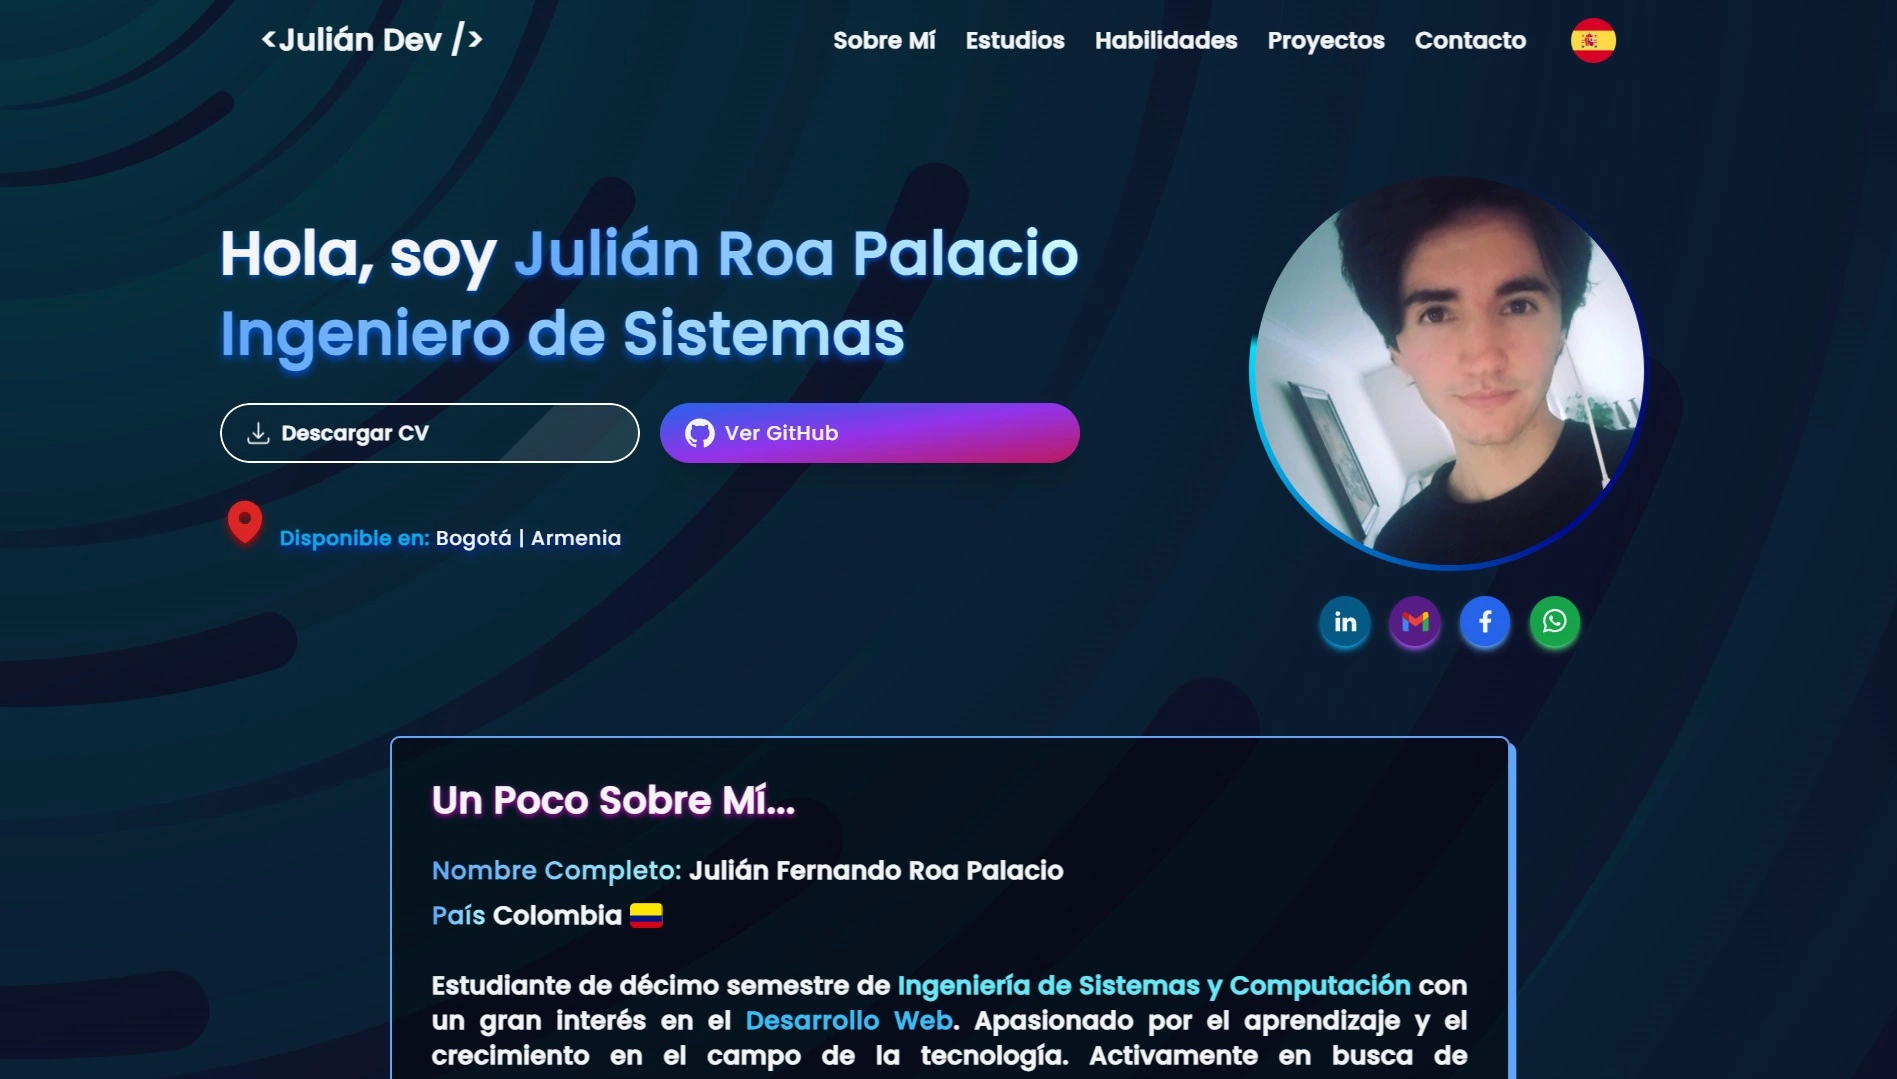 <Julián Dev />
Sobre Mí
Estudios
Habilidades
Proyectos
Contacto
Hola, soy Julián Roa Palacio
Ingeniero de Sistemas
Descargar CV
Ver GitHub
Disponible en: Bogotá | Armenia
in
Un Poco Sobre Mí...
Nombre Completo: Julián Fernando Roa Palacio
País Colombia
Estudiante de décimo semestre de Ingeniería de Sistemas y Computación con
un gran interés en el Desarrollo Web. Apasionado por el aprendizaje y el
crecimiento en el campo de la tecnología. Activamente en busca de